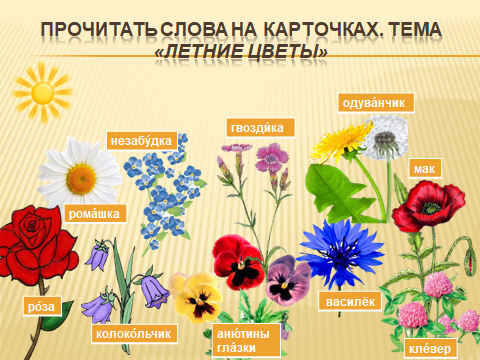 ПРОЧИТАТЬ СЛОВА НА КАРТОЧКАХ. ТЕМА
«ЛЕТНИЕ ЦВЕТЫ»
одува́нчик
гвозди́ка
незабу́дка
мак
рома́шка
ро́за
василёк
колоко́льчик
аню́тины
гла́зки
кле́вер